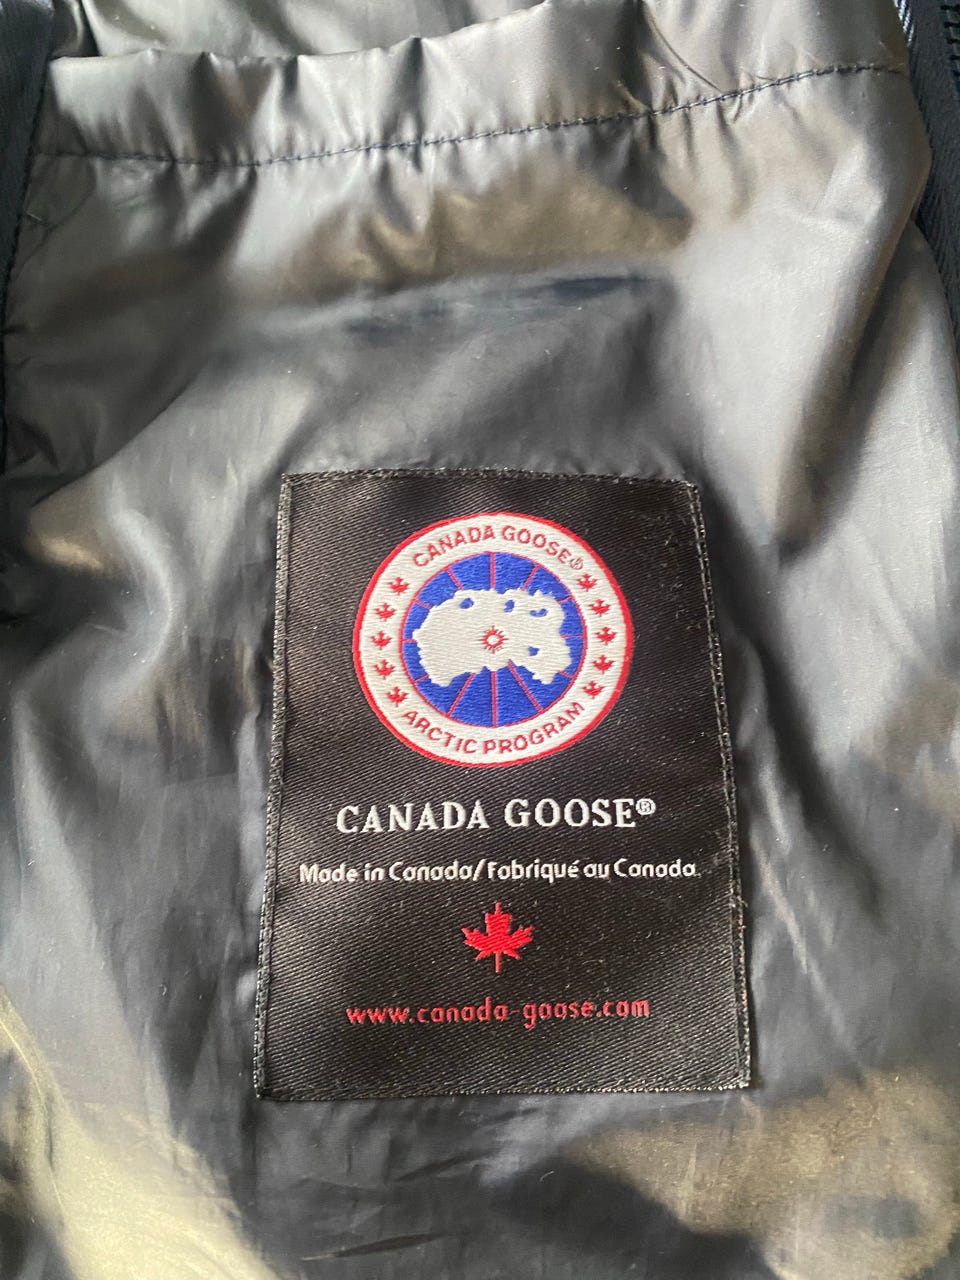 CANADA GOOSE®
ARCTIC PROGRAM
CANADA GOOSE®
Made in Canada/Fabriqué au Canada
www.canada-goose.com